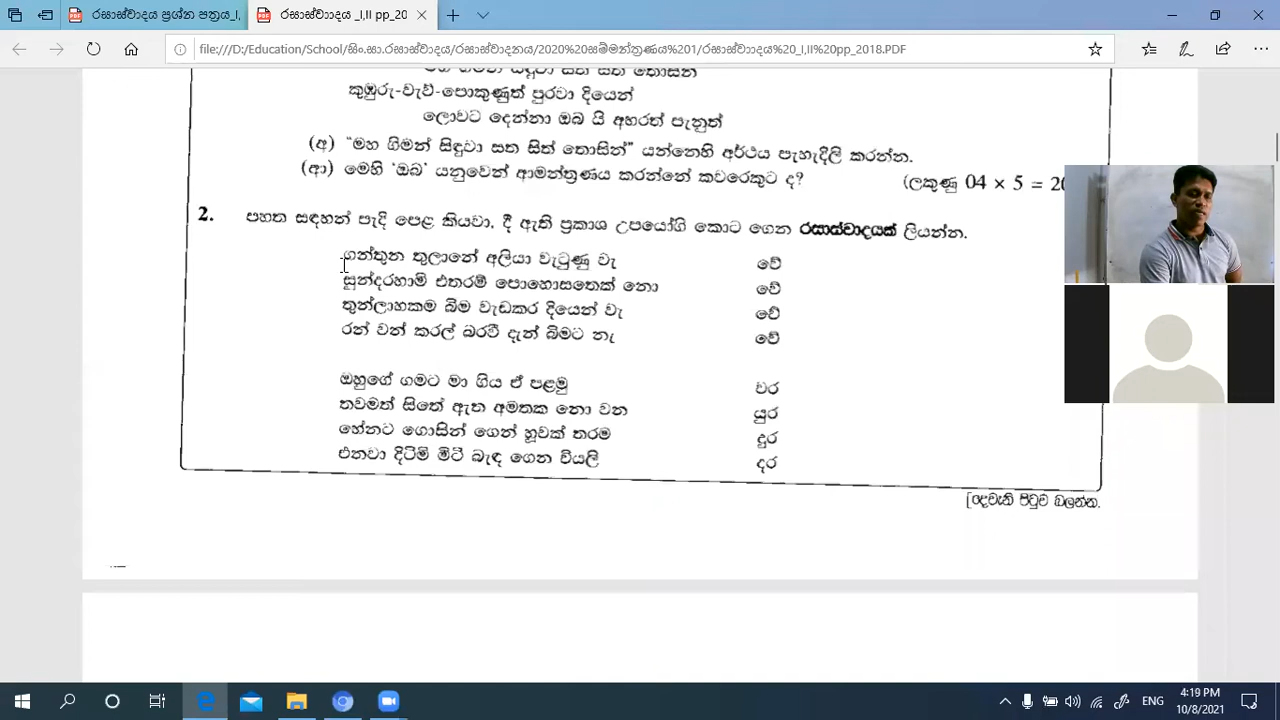 රසාස්වාදය ප්‍රශ්න පත්‍රය_I,
PDF රසාස්වාාදය _I,II pp_20
file:///D:/Education/School/සිං.සා.රසාස්වාදය/රසාස්වාදනය/2020%20සම්මන්ත්‍රණය%201/රසාස්වාාදය%20_I,II%20pp_2018.PDF
කුඹුරු-වැව්-පොකුණුත් පුරවා දියෙන්
ලොවට දෙන්නා ඔබ යි අහරත් පැනුත්
(අ) “මහ ගිමන් සිඳුවා සත සිත් තොසින්” යන්නෙහි අර්ථය පැහැදිලි කරන්න.
(ආ) මෙහි ‘ඔබ’ යනුවෙන් ආමන්ත්‍රණය කරන්නේ කවරෙකුට ද? (ලකුණු 04 × 5 = 20
2. පහත සඳහන් පැදි පෙළ කියවා, දී ඇති ප්‍රකාශ උපයෝගි කොට ගෙන රසාස්වාදයක් ලියන්න.
ගන්තුන තුලානේ අලියා වැටුණු වැ වේ
සුන්දරහාමි එතරම් පොහොසතෙක් නො වේ
තුන්ලාහකම බිම වැඩකර දියෙන් වැ වේ
රන් වන් කරල් බරවී දැන් බිමට නැ වේ
ඔහුගේ ගමට මා ගිය ඒ පළමු වර
තවමත් සිතේ ඇත අමතක නො වන යුර
හේනට ගොසින් ගෙන් හූවක් තරම දුර
එනවා දිටිමි මිටී බැඳ ගෙන වියලි දර
[දෙවැනි පිටුව බලන්න.
ENG
4:19 PM
10/8/2021